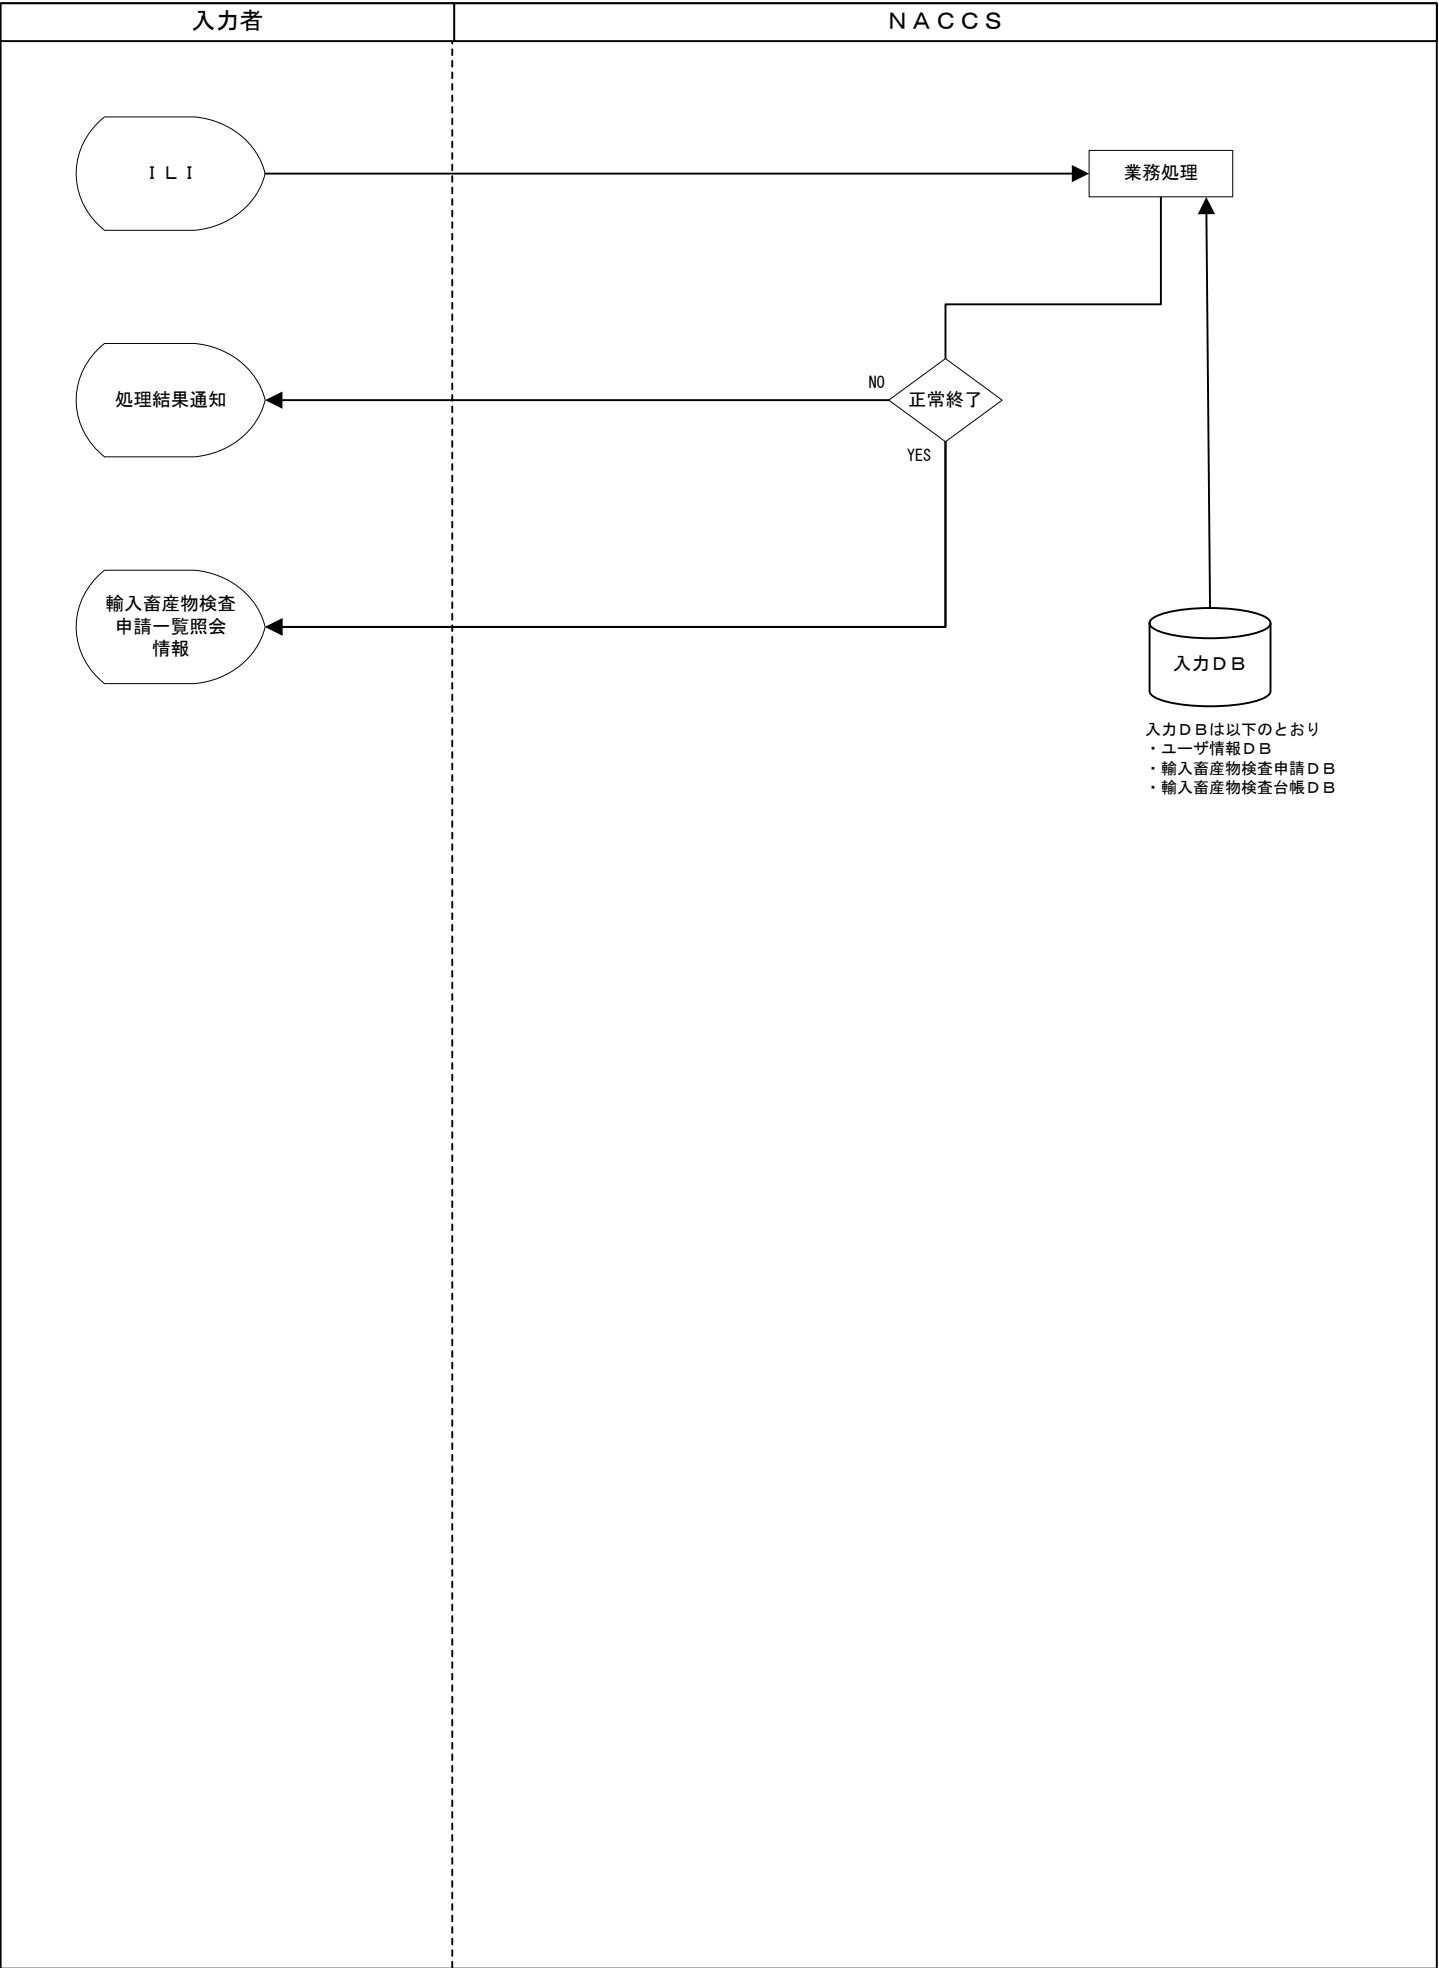 入力者
ＮＡＣＣＳ
ＩＬＩ
業務処理
処理結果通知
NO
正常終了
YES
輸入畜産物検査
申請一覧照会
情報
入力ＤＢ
入力ＤＢは以下のとおり
・ユーザ情報ＤＢ
・輸入畜産物検査申請ＤＢ
・輸入畜産物検査台帳ＤＢ